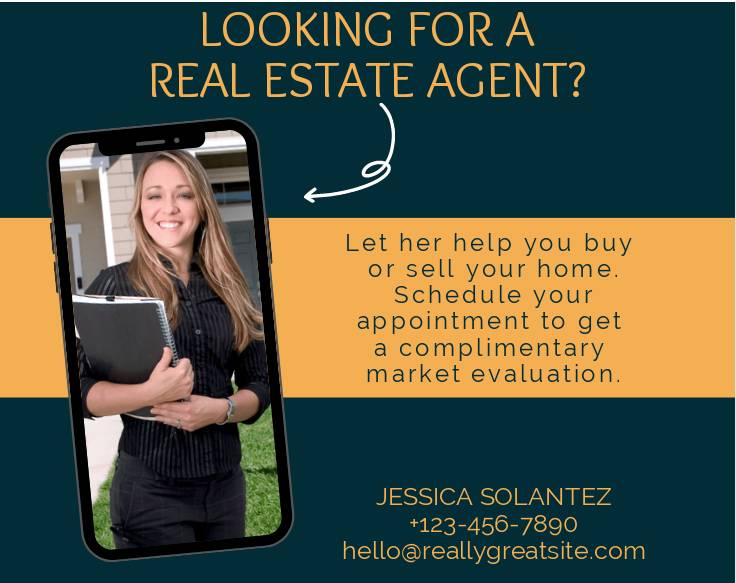 LOOKING FOR A
REAL ESTATE AGENT?
Let her help you buy
or sell your home.
Schedule your
appointment to get
a complimentary
market evaluation.
JESSICA SOLANTEZ
+123-456-7890
hello@reallygreatsite.com